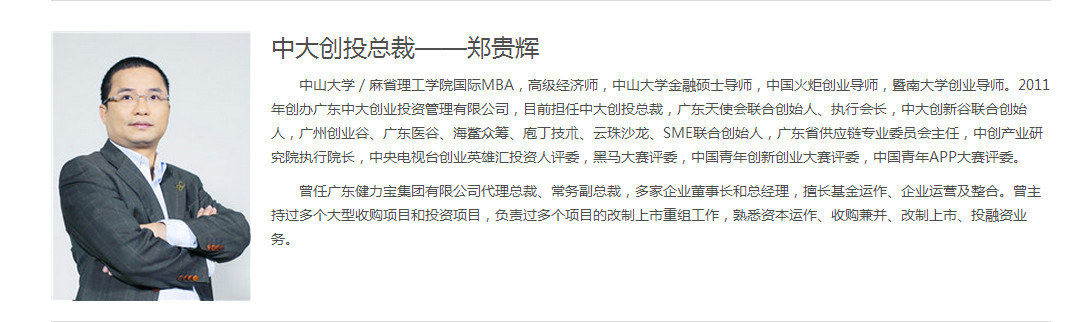 中大创投总裁——郑贵辉
中山大学 / 麻省理工学院国际MBA，高级经济师，中山大学金融硕士导师，中国火炬创业导师，暨南大学创业导师。2011
年创办广东中大创业投资管理有限公司，目前担任中大创投总裁，广东天使会联合创始人、执行会长，中大创新谷联合创始
人，广州创业谷、广东医谷、海鳌众筹、庖丁技术、云珠沙龙、SME联合创始人，广东省供应链专业委员会主任，中创产业研
究院执行院长，中央电视台创业英雄汇投资人评委，黑马大赛评委，中国青年创新创业大赛评委，中国青年APP大赛评委。
曾任广东健力宝集团有限公司代理总裁、常务副总裁，多家企业董事长和总经理，擅长基金运作、企业运营及整合。曾主
持过多个大型收购项目和投资项目，负责过多个项目的改制上市重组工作，熟悉资本运作、收购兼并、改制上市、投融资业
务。